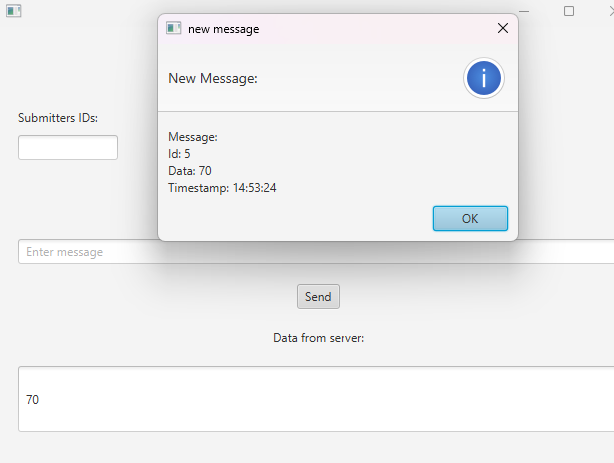 new message
New Message:
i
Message:
Id: 5
Data: 70
Timestamp: 14:53:24
OK
Submitters IDs:
Enter message
Send
Data from server:
70